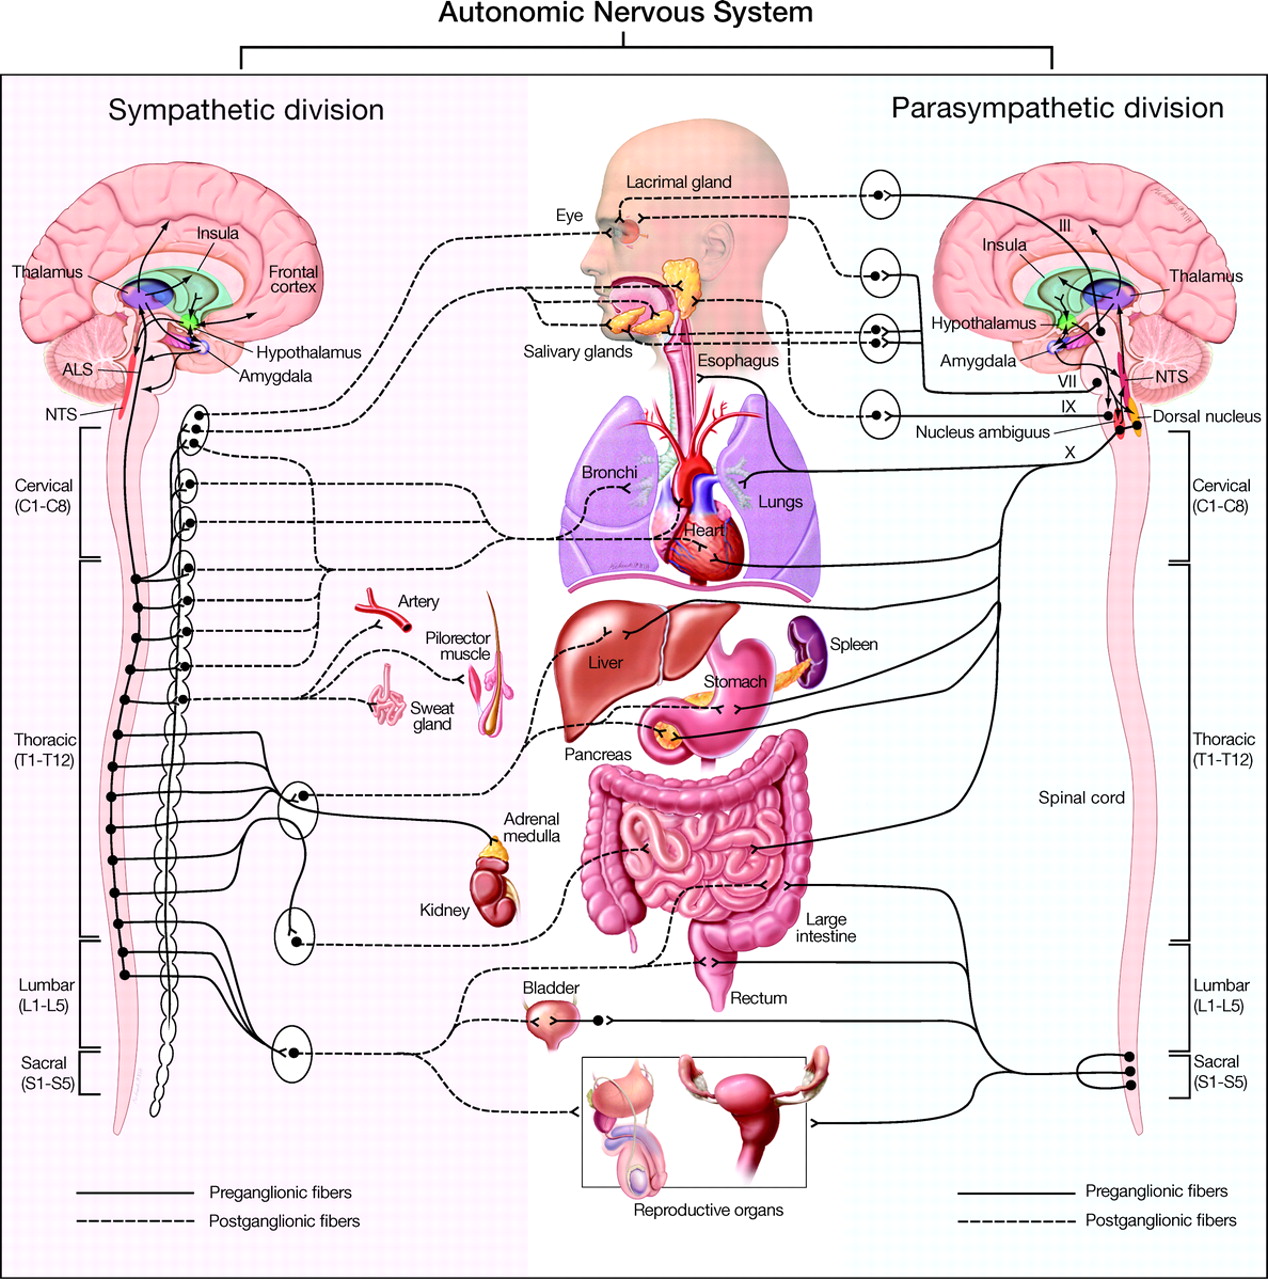 Autonomic Nervous System
Sympathetic division
Parasympathetic division
Lacrimal gland
Eye
III
Insula
Insula
Thalamus
Frontal
cortex
Thalamus
Hypothalamus
Hypothalamus
Salivary glands
Esophagus
Amygdala
ALS
Amygdala
NTS
VII
NTS
IX
Dorsal nucleus
Nucleus ambiguus
X
Cervical
(C1-C8)
Bronchi
Lungs
Cervical
(C1-C8)
Heart
Artery
Pilorector
muscle
Spleen
Liver
Stomach
Sweat
gland
Thoracic
(T1-T12)
Pancreas
Thoracic
(T1-T12)
Spinal cord
Adrenal
medulla
Kidney
Large
intestine
Lumbar
(L1-L5)
Bladder
Rectum
Lumbar
(L1-L5)
Sacral
(S1-S5)
Sacral
(S1-S5)
Preganglionic fibers
Postganglionic fibers
Reproductive organs
Preganglionic fibers
Postganglionic fibers